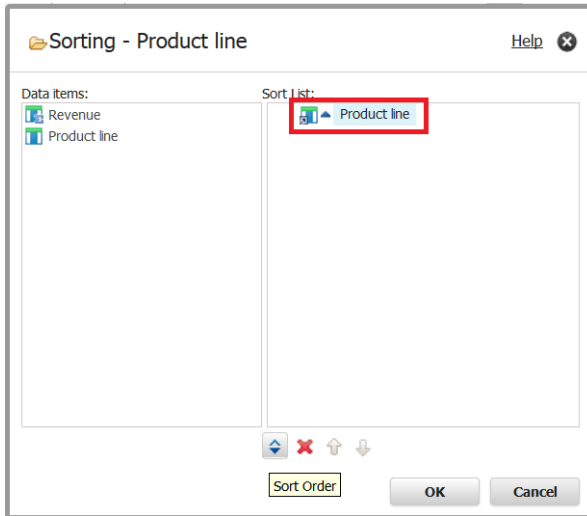 Sorting - Product line
Help
Data items:
Sort List:
Revenue
Product line
Product line
Sort Order
OK
Cancel